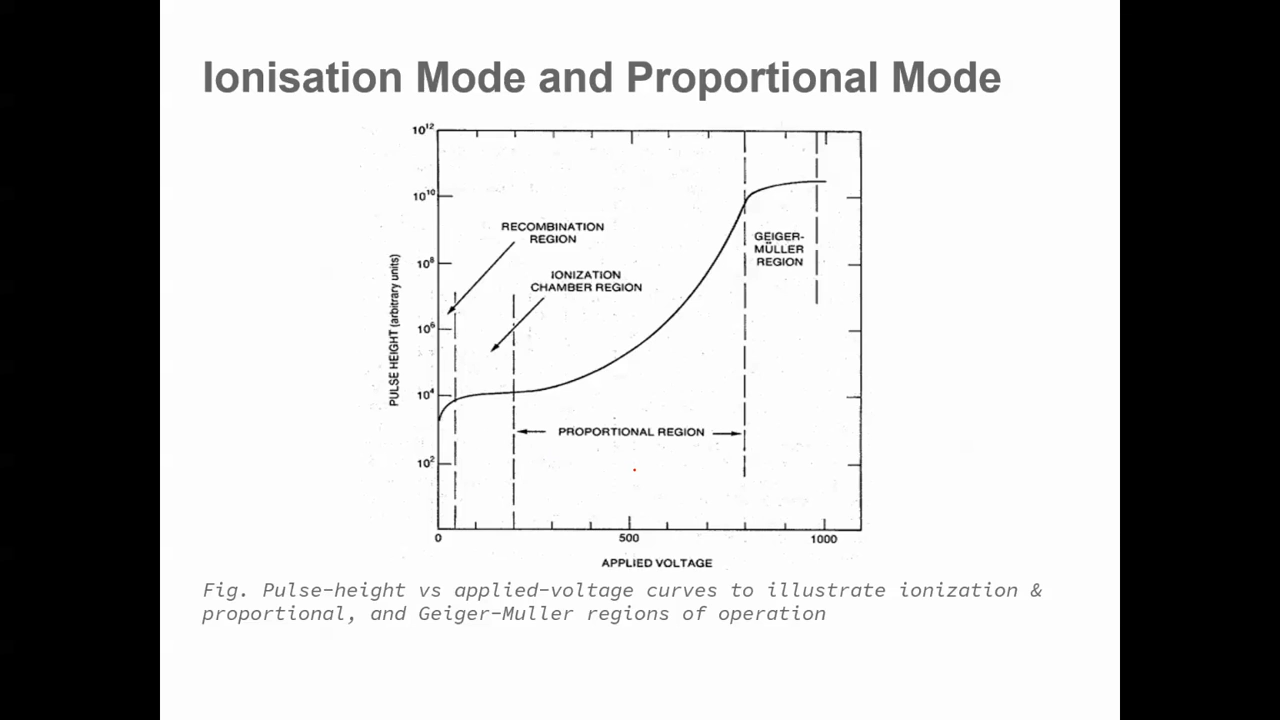 Ionisation Mode and Proportional Mode
10¹²
10¹⁰
10⁸
10⁶
10⁴
10²
PULSE HEIGHT (arbitrary units)
RECOMBINATION
REGION
IONIZATION
CHAMBER REGION
GEIGER-
MÜLLER
REGION
PROPORTIONAL REGION
0
500
1000
APPLIED VOLTAGE
Fig. Pulse-height vs applied-voltage curves to illustrate ionization &
proportional, and Geiger-Muller regions of operation